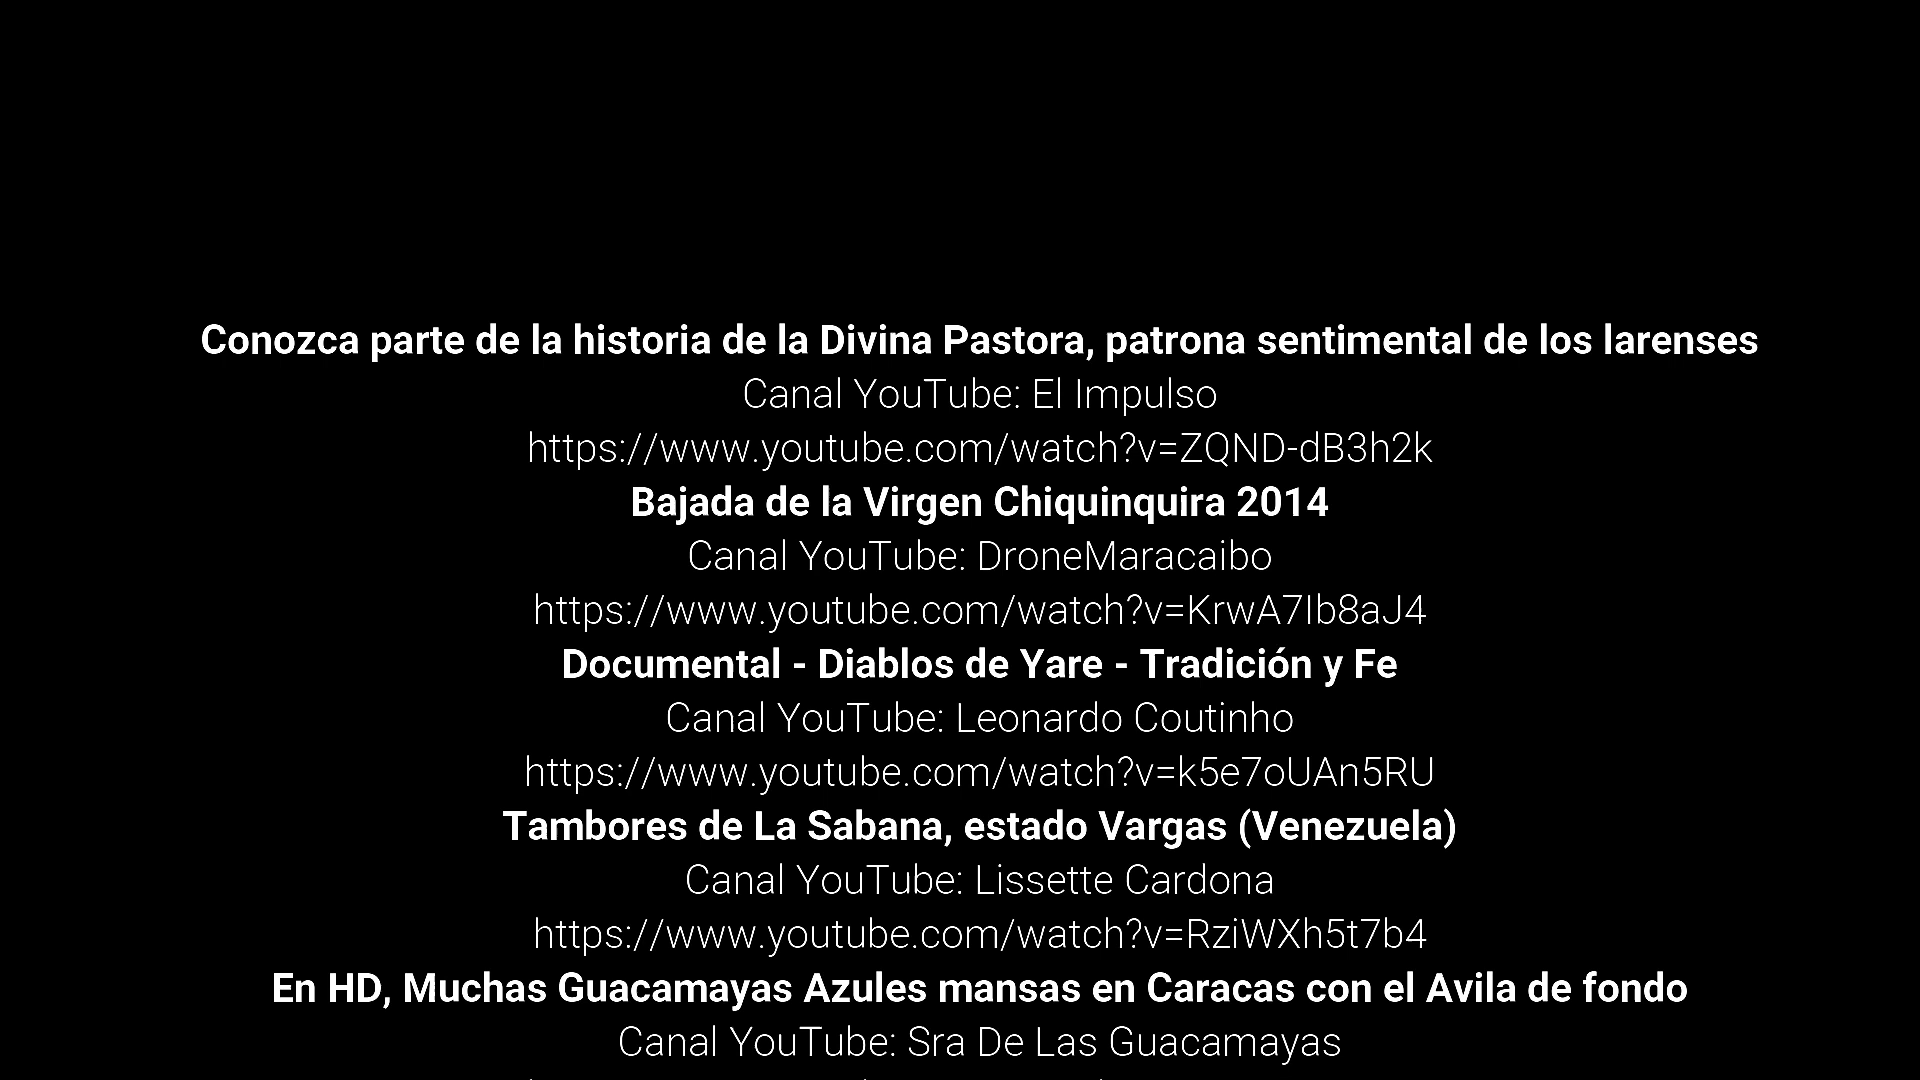 Conozca parte de la historia de la Divina Pastora, patrona sentimental de los larenses
Canal YouTube: El Impulso
https://www.youtube.com/watch?v=ZQND-dB3h2k
Bajada de la Virgen Chiquinquira 2014
Canal YouTube: DroneMaracaibo
https://www.youtube.com/watch?v=KrwA7Ib8aJ4
Documental - Diablos de Yare - Tradición y Fe
Canal YouTube: Leonardo Coutinho
https://www.youtube.com/watch?v=k5e7oUAn5RU
Tambores de La Sabana, estado Vargas (Venezuela)
Canal YouTube: Lissette Cardona
https://www.youtube.com/watch?v=RziWXh5t7b4
En HD, Muchas Guacamayas Azules mansas en Caracas con el Avila de fondo
Canal YouTube: Sra De Las Guacamayas